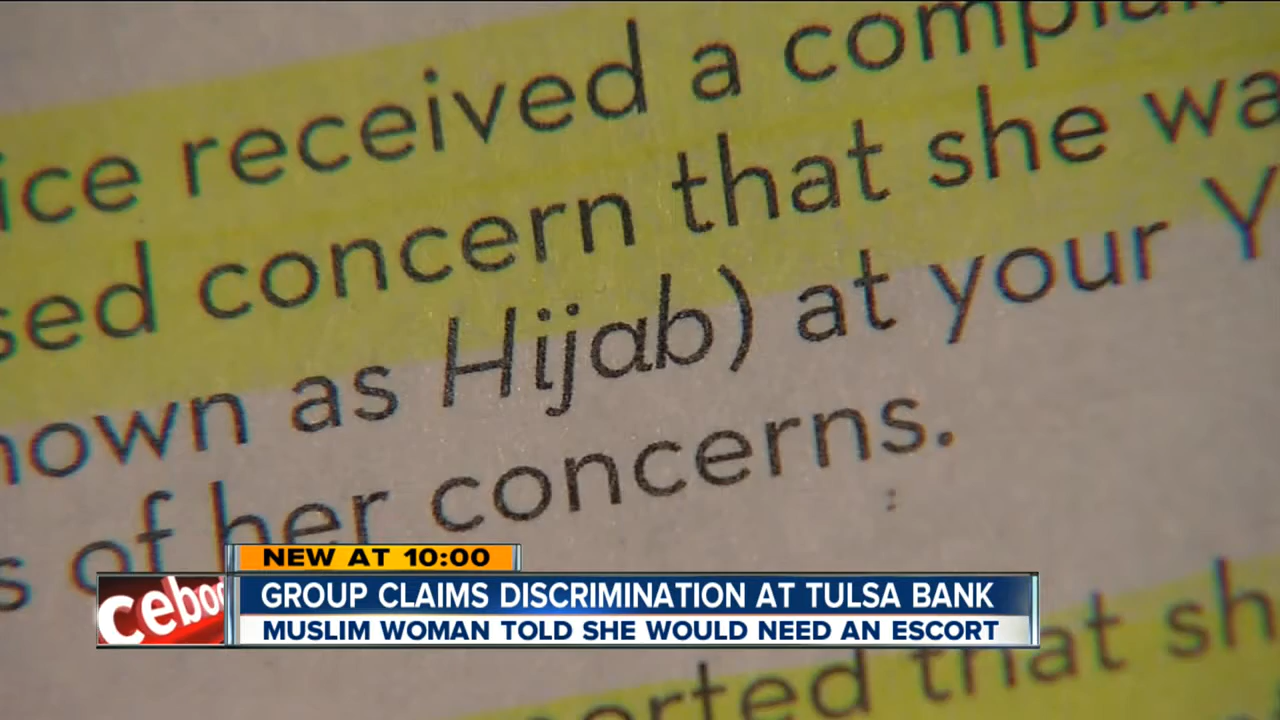 ice received a compl
sed concern that she wa
nown as Hijab) at your Y
s of her concerns.
orted that sh
NEW AT 10:00
cebo
GROUP CLAIMS DISCRIMINATION AT TULSA BANK
MUSLIM WOMAN TOLD SHE WOULD NEED AN ESCORT